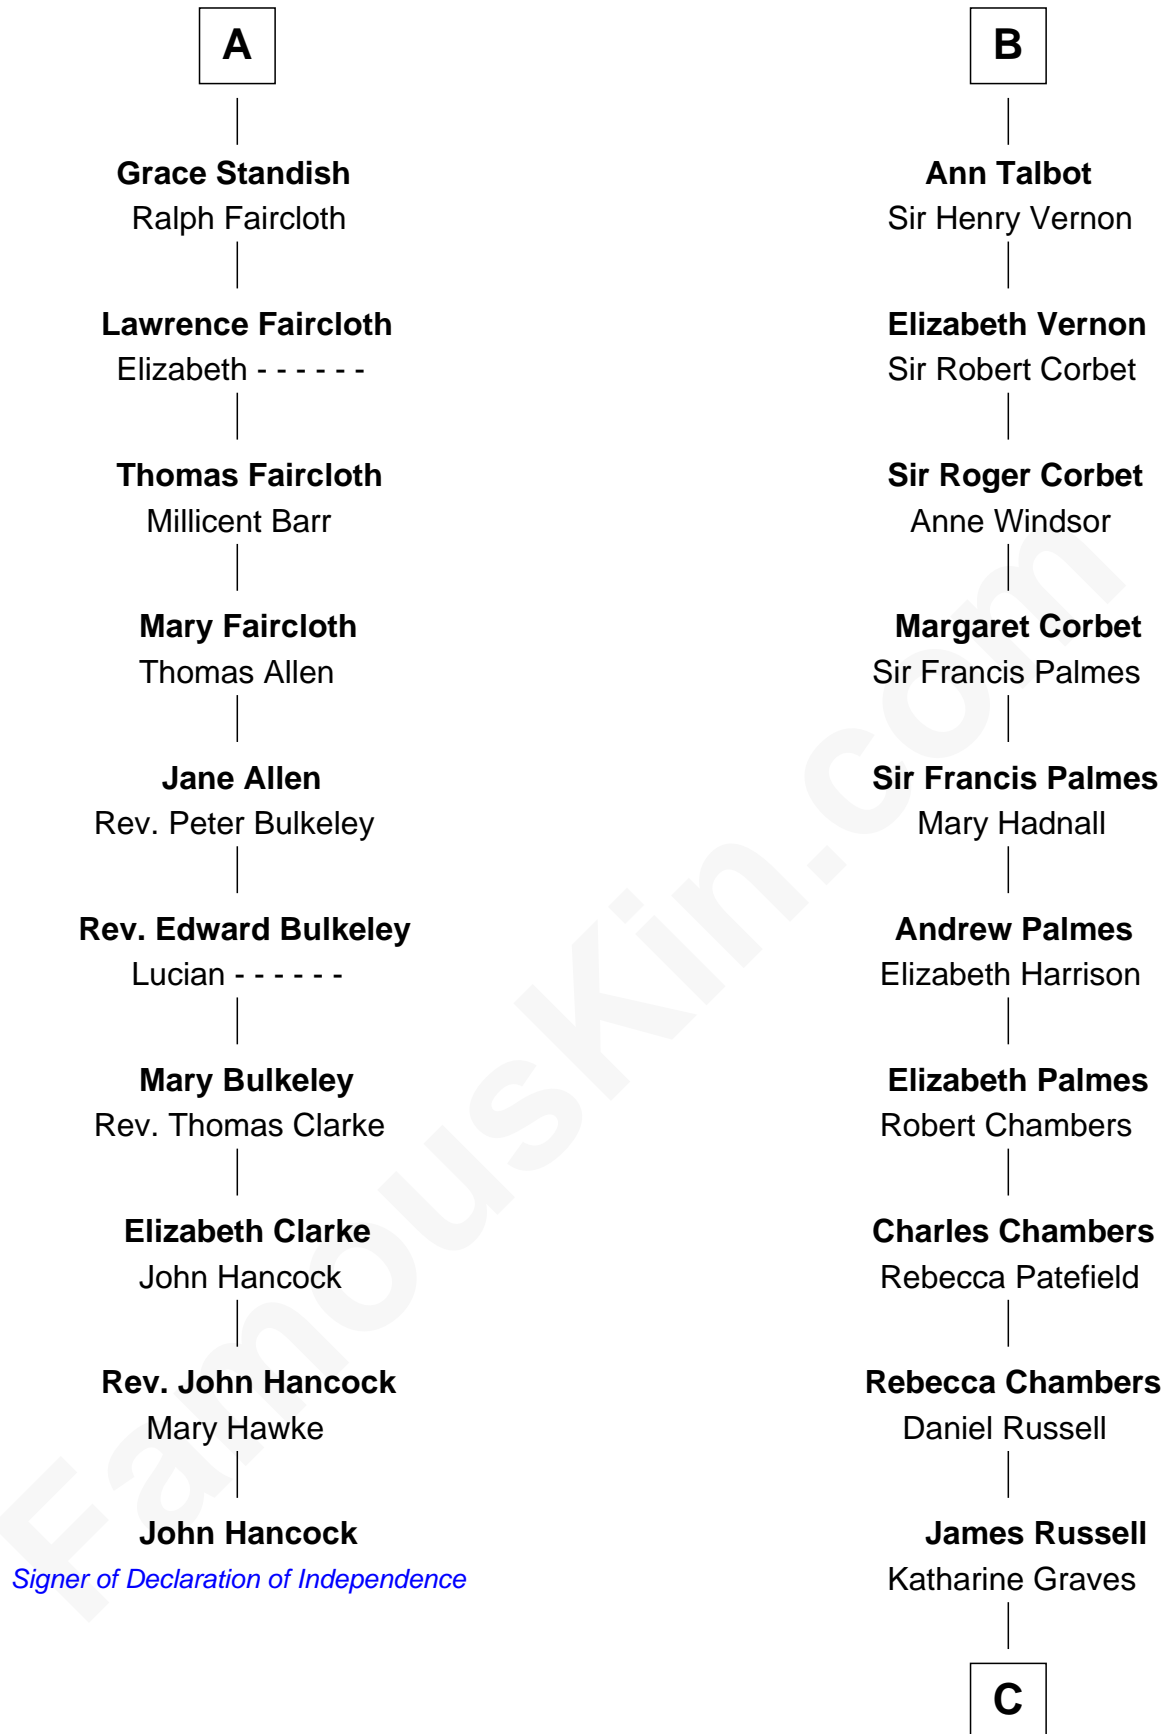 A
Grace Standish
Ralph Faircloth
Lawrence Faircloth
Elizabeth - - - - - -
Thomas Faircloth
Millicent Barr
Mary Faircloth
Thomas Allen
Jane Allen
Rev. Peter Bulkeley
Rev. Edward Bulkeley
Lucian - - - - - -
Mary Bulkeley
Rev. Thomas Clarke
Elizabeth Clarke
John Hancock
Rev. John Hancock
Mary Hawke
John Hancock
Signer of Declaration of Independence
B
Ann Talbot
Sir Henry Vernon
Elizabeth Vernon
Sir Robert Corbet
Sir Roger Corbet
Anne Windsor
Margaret Corbet
Sir Francis Palmes
Sir Francis Palmes
Mary Hadnall
Andrew Palmes
Elizabeth Harrison
Elizabeth Palmes
Robert Chambers
Charles Chambers
Rebecca Patefield
Rebecca Chambers
Daniel Russell
James Russell
Katharine Graves
C
FamousKin.com